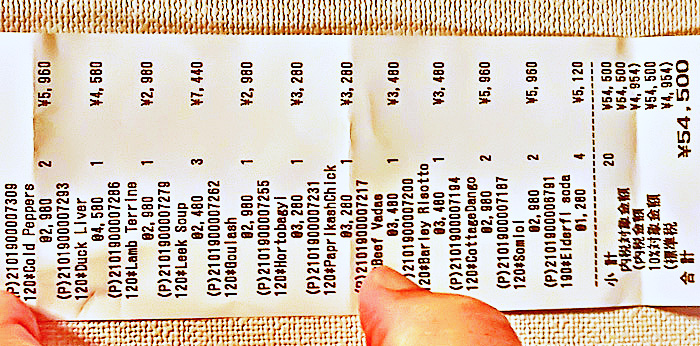 (P)2101900007309
120*Cold Peppers
@2,980 2 ¥5,960
(P)2101900007293
120*Duck Liver
@4,580 1 ¥4,580
(P)2101900007286
120*Lamb Terrine
@2,980 1 ¥2,980
(P)2101900007279
120*Leek Soup
@2,480 3 ¥7,440
(P)2101900007262
120*Goulash
@2,980 1 ¥2,980
(P)2101900007255
120*Hortobagyi
@3,280 1 ¥3,280
(P)2101900007231
120*PaprikashChick
@3,280 1 ¥3,280
(P)2101900007217
Beef Vadas
@3,480 1 ¥3,480
(P)2101900007200
120*Barley Risotto
@3,480 1 ¥3,480
(P)2101900007194
120*CottageDango
@2,980 2 ¥5,960
(P)2101900007187
120*Somloi
@2,980 2 ¥5,960
(P)2101900006791
190*Elderfl soda
@1,280 4 ¥5,120
小計 20 ¥54,500
内税対象金額 ¥54,500
(内税額 ¥4,954)
10%対象金額 ¥54,500
(標準税 ¥4,954)
合計 ¥54,500